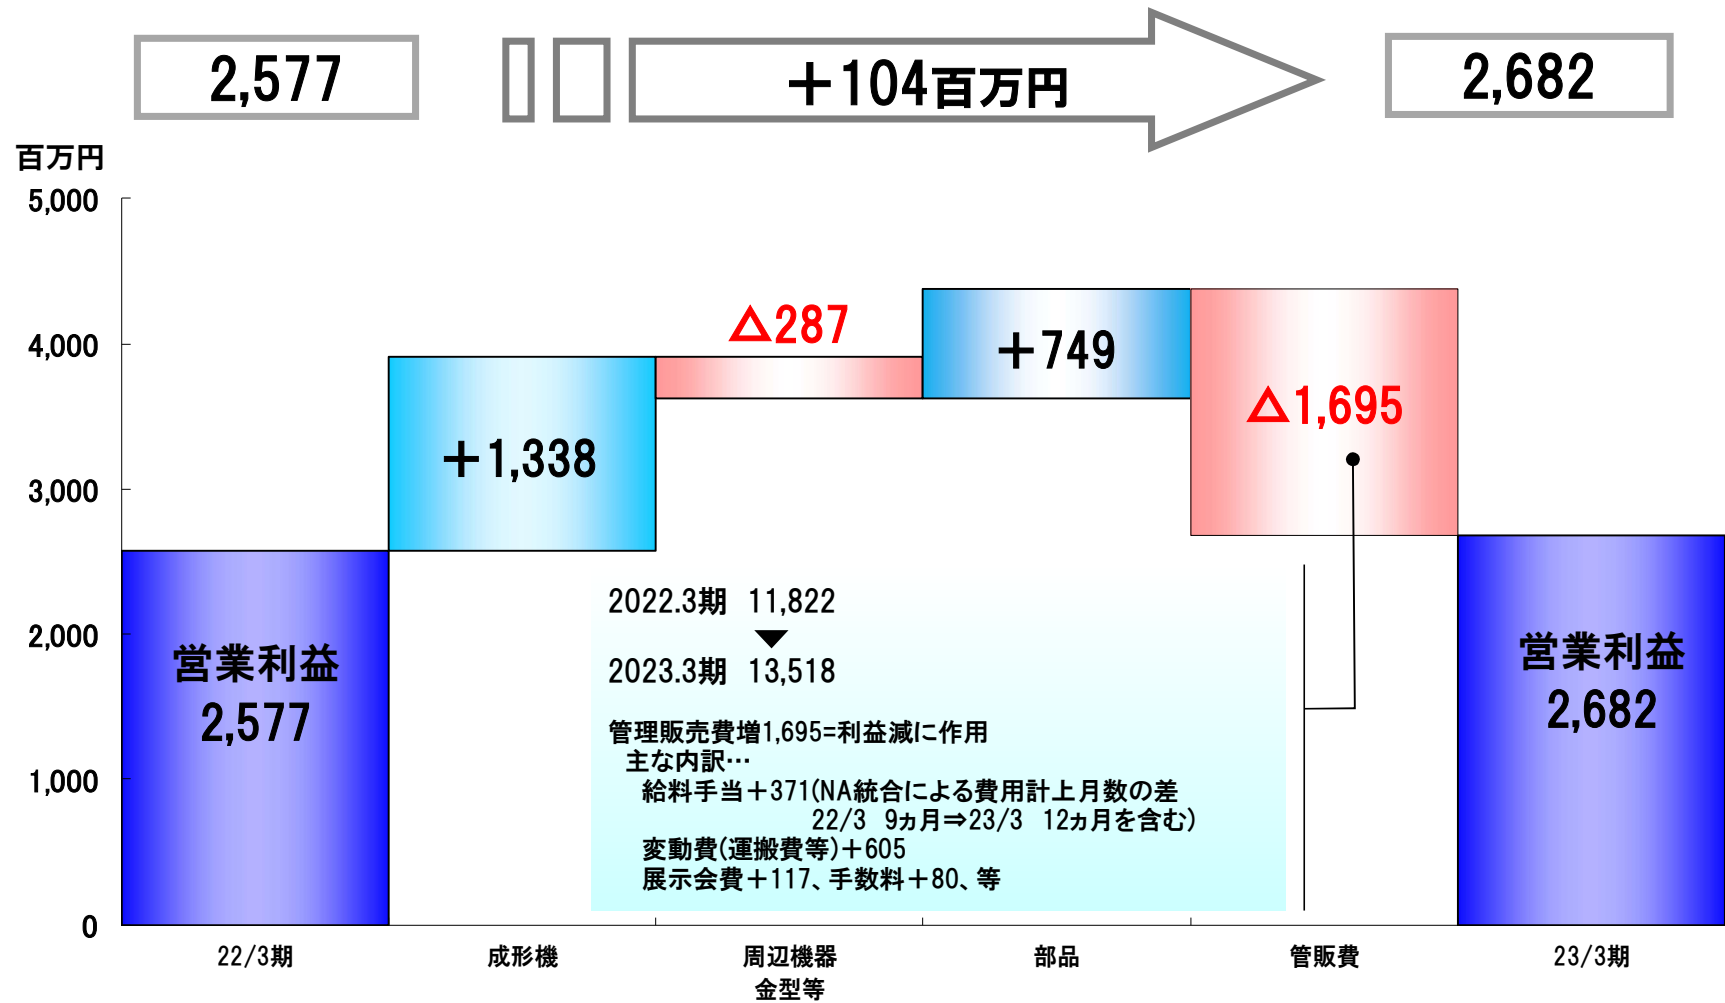 2,577
＋104百万円
2,682
百万円
5,000
4,000
3,000
2,000
1,000
0
営業利益
2,577
＋1,338
△287
＋749
△1,695
営業利益
2,682
2022.3期 11,822
▼
2023.3期 13,518
管理販売費増1,695=利益減に作用
主な内訳…
給料手当＋371(NA統合による費用計上月数の差
22/3 9ヵ月⇒23/3 12ヵ月を含む)
変動費(運搬費等)＋605
展示会費＋117、手数料＋80、等
22/3期
成形機
周辺機器
金型等
部品
管販費
23/3期